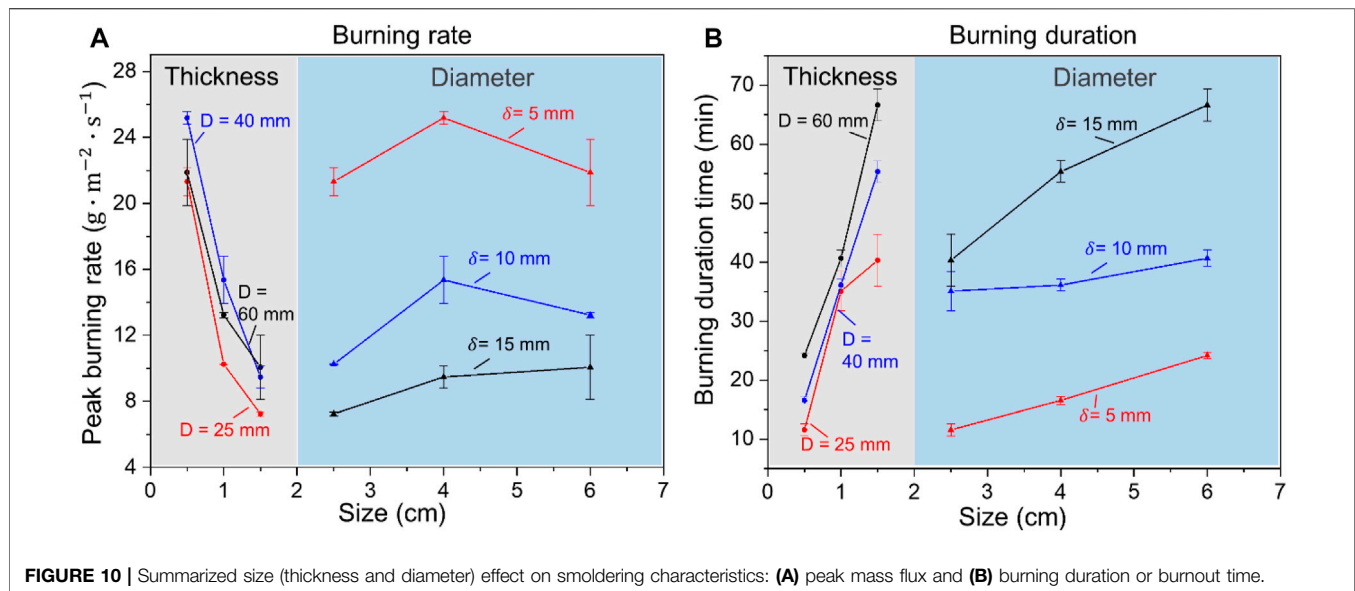 A
Burning rate
Thickness
Diameter
D = 40 mm
D =
60 mm
D = 25 mm
δ= 5 mm
δ= 10 mm
δ= 15 mm
Peak burning rate (g · m⁻² · s⁻¹)
28
24
20
16
12
8
4
0 1 2 3 4 5 6 7
Size (cm)
B
Burning duration
Thickness
Diameter
D = 60 mm
D =
40 mm
D = 25 mm
δ= 15 mm
δ= 10 mm
δ= 5 mm
Burning duration time (min)
70
60
50
40
30
20
10
0 1 2 3 4 5 6 7
Size (cm)
FIGURE 10 | Summarized size (thickness and diameter) effect on smoldering characteristics: (A) peak mass flux and (B) burning duration or burnout time.